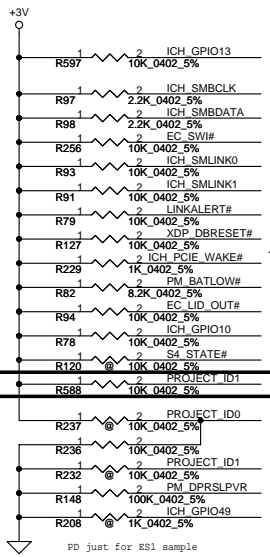 +3V
1 2 ICH_GPIO13
R597 10K_0402_5%
1 2 ICH_SMBCLK
R97 2.2K_0402_5%
1 2 ICH_SMBDATA
R98 2.2K_0402_5%
1 2 EC_SWI#
R256 10K_0402_5%
1 2 ICH_SMLINK0
R93 10K_0402_5%
1 2 ICH_SMLINK1
R91 10K_0402_5%
1 2 LINKALERT#
R79 10K_0402_5%
1 2 XDP_DBRESET#
R127 10K_0402_5%
1 2 ICH_PCIE_WAKE#
R229 1K_0402_5%
1 2 PM_BATLOW#
R82 8.2K_0402_5%
1 2 EC_LID_OUT#
R94 10K_0402_5%
1 2 ICH_GPIO10
R78 10K_0402_5%
1 2 S4_STATE#
R120 @ 10K_0402_5%
1 2 PROJECT_ID1
R588 10K_0402_5%
1 2 PROJECT_ID0
R237 @ 10K_0402_5%
1 2
R236 10K_0402_5%
1 2 PROJECT_ID1
R232 @ 10K_0402_5%
1 2 PM_DPRSLPVR
R148 100K_0402_5%
1 2 ICH_GPIO49
R208 @ 1K_0402_5%
PD just for ES1 sample